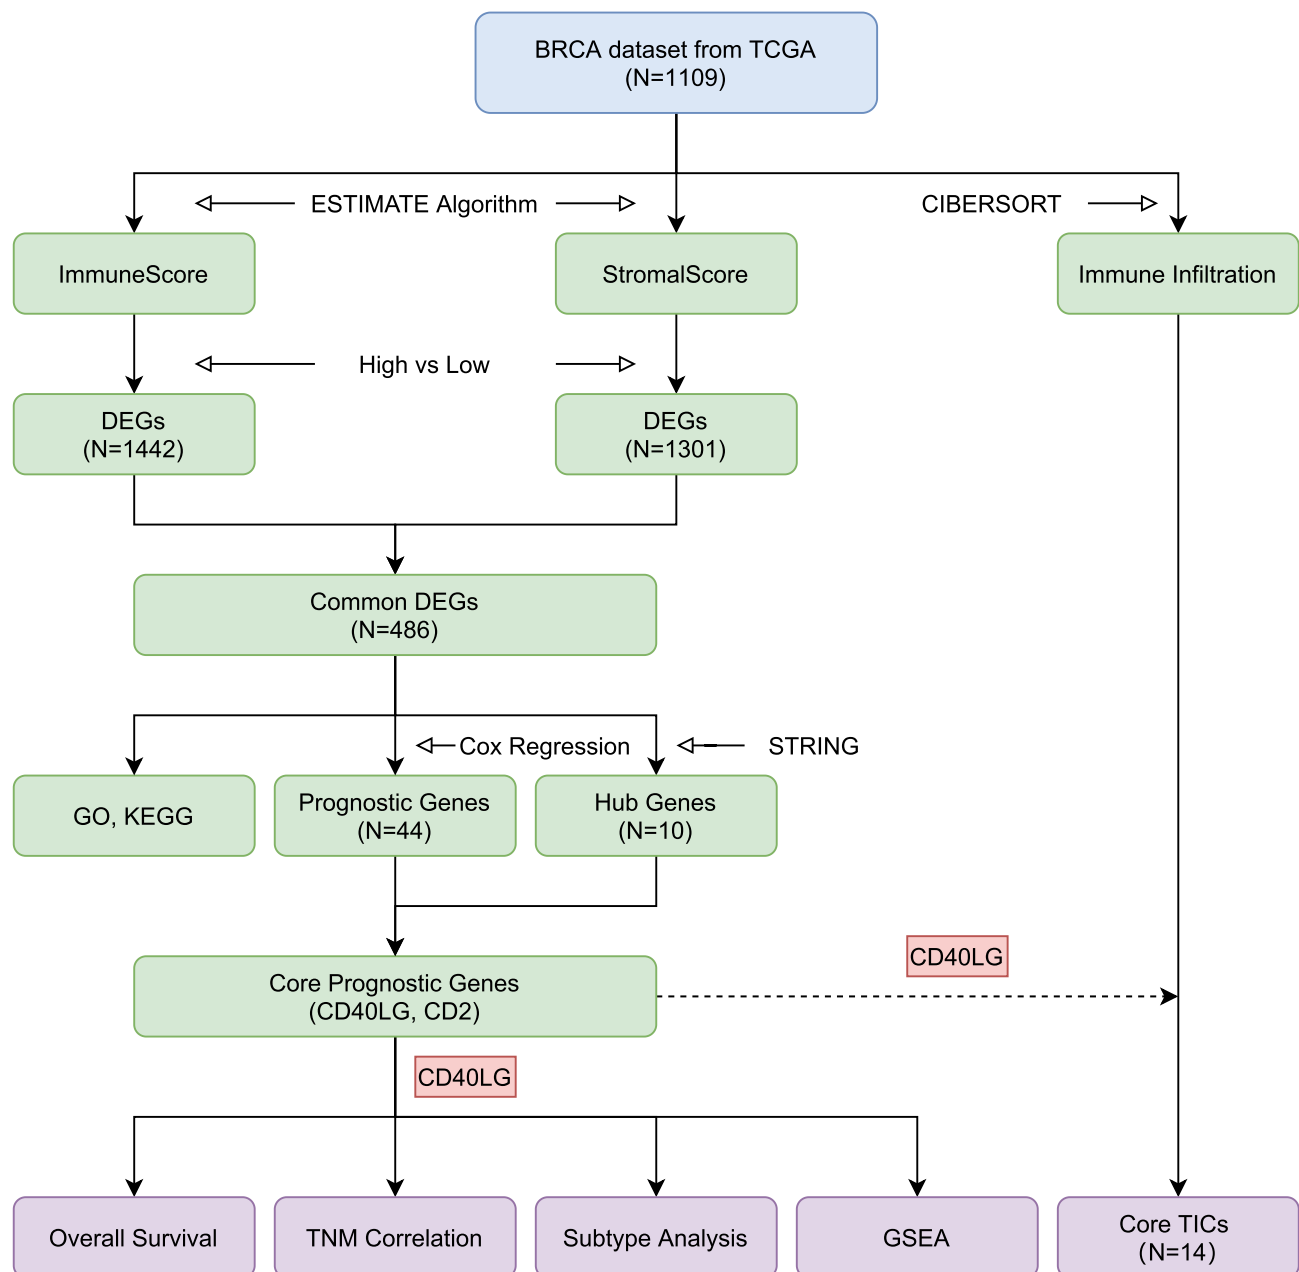 BRCA dataset from TCGA
(N=1109)
ESTIMATE Algorithm
CIBERSORT
ImmuneScore
StromalScore
Immune Infiltration
High vs Low
DEGs
(N=1442)
DEGs
(N=1301)
Common DEGs
(N=486)
Cox Regression
STRING
GO, KEGG
Prognostic Genes
(N=44)
Hub Genes
(N=10)
CD40LG
Core Prognostic Genes
(CD40LG, CD2)
CD40LG
Overall Survival
TNM Correlation
Subtype Analysis
GSEA
Core TICs
(N=14)